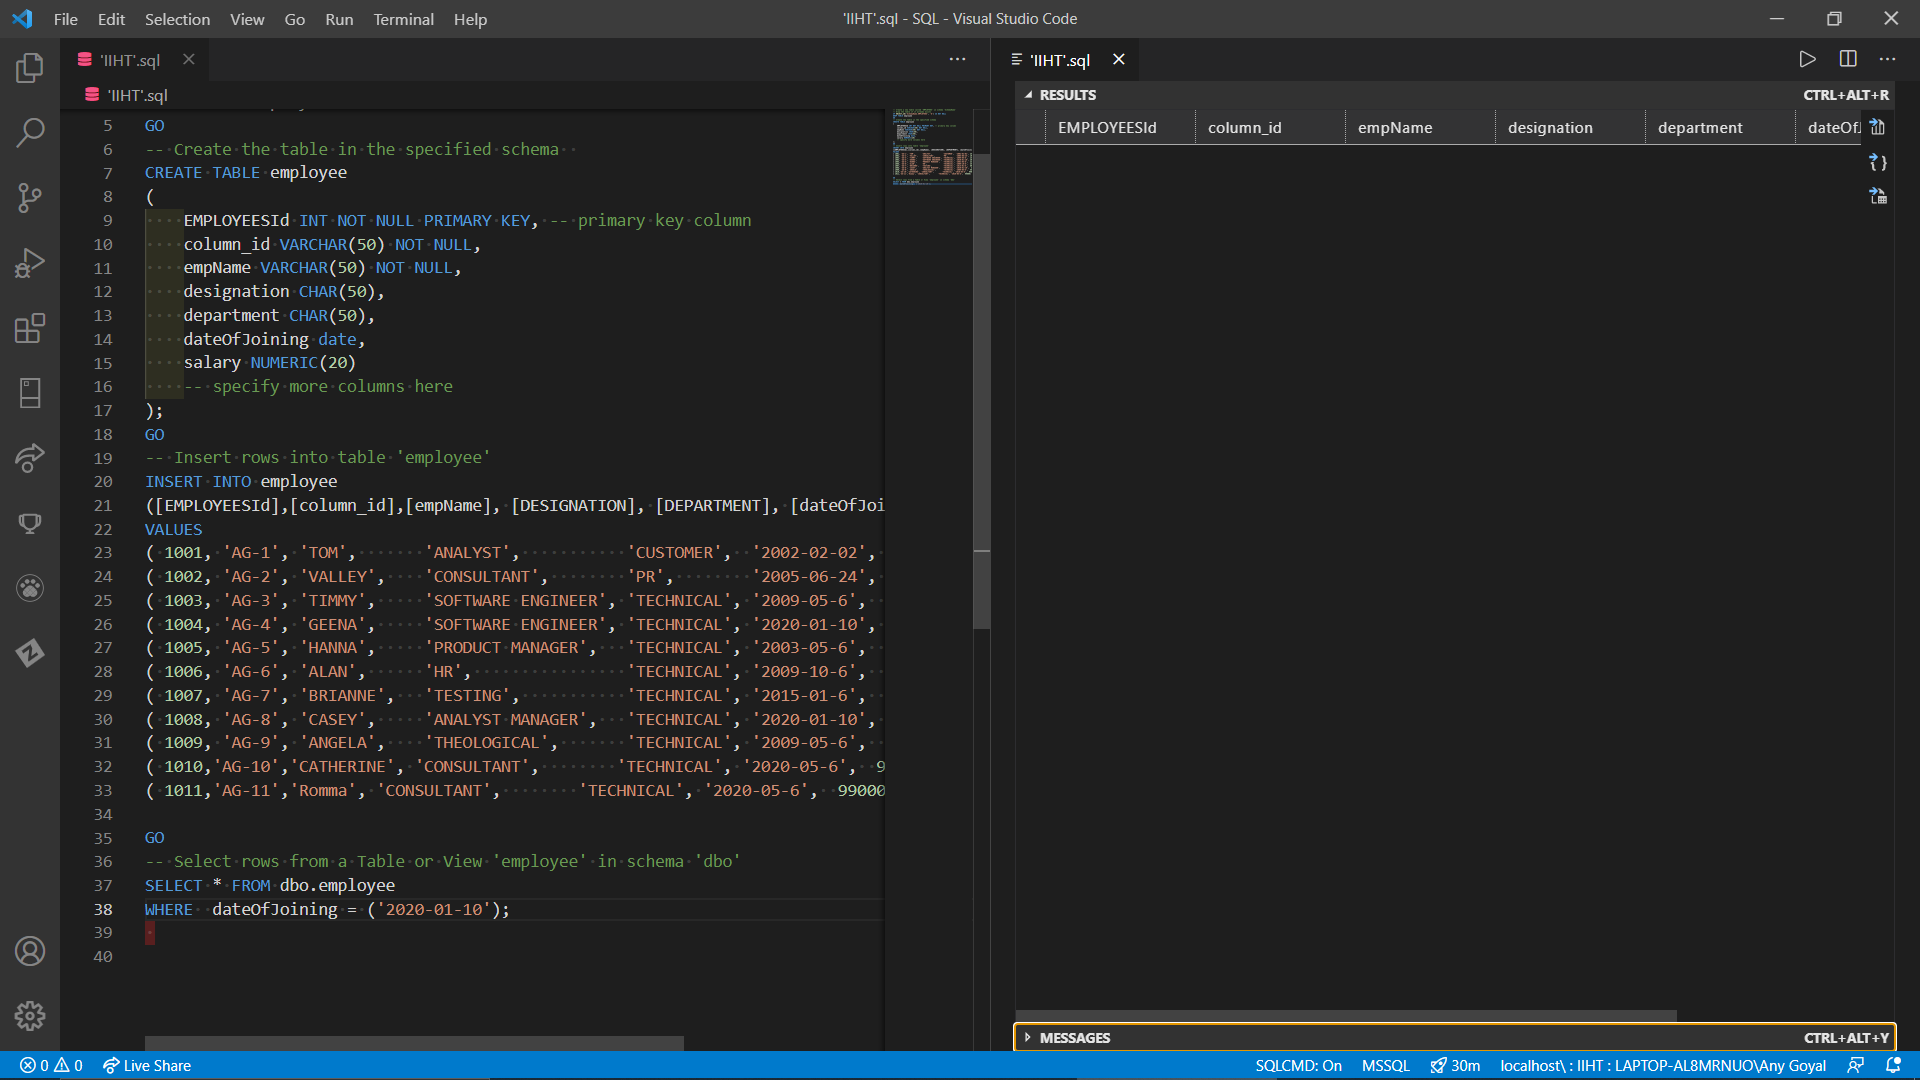 File Edit Selection View Go Run Terminal Help
'IIHT'.sql - SQL - Visual Studio Code
'IIHT'.sql
'IIHT'.sql
5 GO
6 -- Create the table in the specified schema
7 CREATE TABLE employee
8 (
9 EMPLOYEESId INT NOT NULL PRIMARY KEY, -- primary key column
10 column_id VARCHAR(50) NOT NULL,
11 empName VARCHAR(50) NOT NULL,
12 designation CHAR(50),
13 department CHAR(50),
14 dateOfJoining date,
15 salary NUMERIC(20)
16 -- specify more columns here
17 );
18 GO
19 -- Insert rows into table 'employee'
20 INSERT INTO employee
21 ([EMPLOYEESId],[column_id],[empName], [DESIGNATION], [DEPARTMENT], [dateOfJoi
22 VALUES
23 ( 1001, 'AG-1', 'TOM', 'ANALYST', 'CUSTOMER', '2002-02-02',
24 ( 1002, 'AG-2', 'VALLEY', 'CONSULTANT', 'PR', '2005-06-24',
25 ( 1003, 'AG-3', 'TIMMY', 'SOFTWARE ENGINEER', 'TECHNICAL', '2009-05-6',
26 ( 1004, 'AG-4', 'GEENA', 'SOFTWARE ENGINEER', 'TECHNICAL', '2020-01-10',
27 ( 1005, 'AG-5', 'HANNA', 'PRODUCT MANAGER', 'TECHNICAL', '2003-05-6',
28 ( 1006, 'AG-6', 'ALAN', 'HR', 'TECHNICAL', '2009-10-6',
29 ( 1007, 'AG-7', 'BRIANNE', 'TESTING', 'TECHNICAL', '2015-01-6',
30 ( 1008, 'AG-8', 'CASEY', 'ANALYST MANAGER', 'TECHNICAL', '2020-01-10',
31 ( 1009, 'AG-9', 'ANGELA', 'THEOLOGICAL', 'TECHNICAL', '2009-05-6',
32 ( 1010,'AG-10','CATHERINE', 'CONSULTANT', 'TECHNICAL', '2020-05-6', 9
33 ( 1011,'AG-11','Romma', 'CONSULTANT', 'TECHNICAL', '2020-05-6', 99000
34
35 GO
36 -- Select rows from a Table or View 'employee' in schema 'dbo'
37 SELECT * FROM dbo.employee
38 WHERE dateOfJoining = ('2020-01-10');
39
40
'IIHT'.sql
RESULTS CTRL+ALT+R
EMPLOYEESId column_id empName designation department dateOfJ
MESSAGES CTRL+ALT+Y
0 0 Live Share SQLCMD: On MSSQL 30m localhost\ : IIHT : LAPTOP-AL8MRNUO\Any Goyal